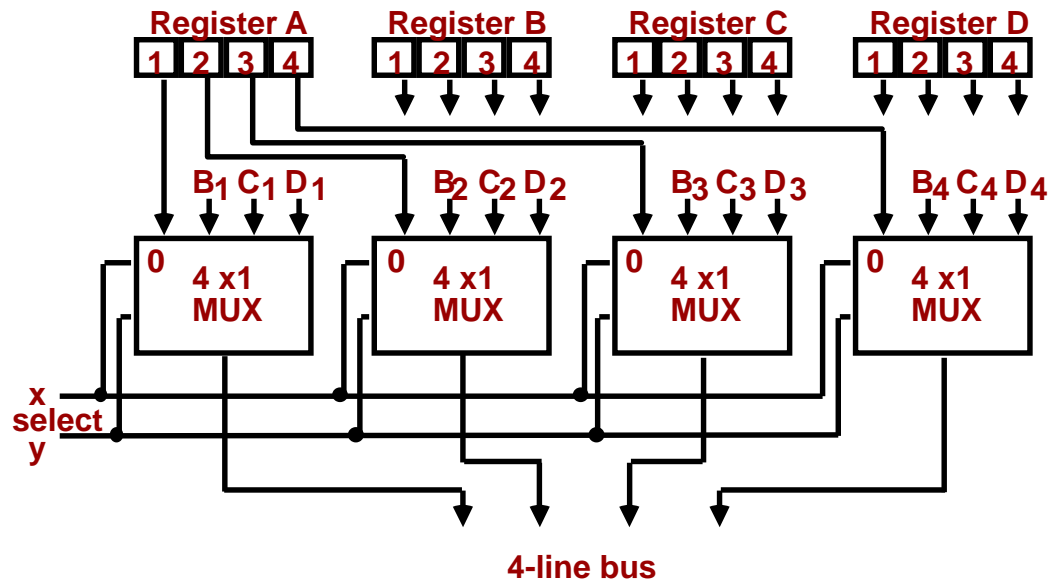 Register A Register B Register C Register D
1 2 3 4 1 2 3 4 1 2 3 4 1 2 3 4
B1 C1 D1 B2 C2 D2 B3 C3 D3 B4 C4 D4
0 0 0 0
4 x1 4 x1 4 x1 4 x1
MUX MUX MUX MUX
x
select
y
4-line bus